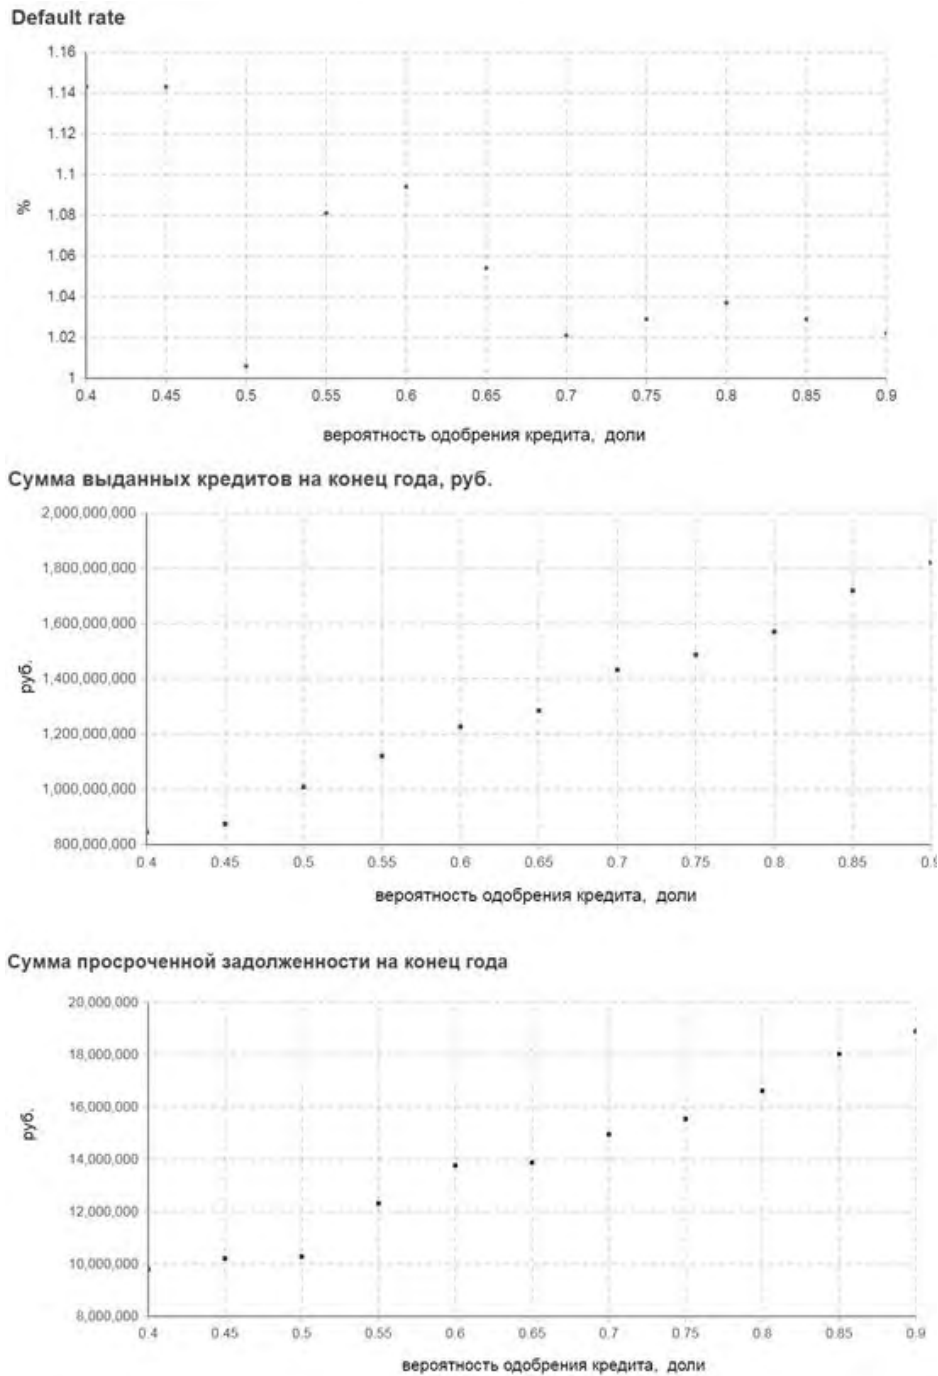 Default rate
1.16
1.14
1.12
1.1
1.08
1.06
1.04
1.02
1
%
0.4 0.45 0.5 0.55 0.6 0.65 0.7 0.75 0.8 0.85 0.9
вероятность одобрения кредита, доли
Сумма выданных кредитов на конец года, руб.
2,000,000,000
1,800,000,000
1,600,000,000
1,400,000,000
1,200,000,000
1,000,000,000
800,000,000
руб.
0.4 0.45 0.5 0.55 0.6 0.65 0.7 0.75 0.8 0.85 0.9
вероятность одобрения кредита, доли
Сумма просроченной задолженности на конец года
20,000,000
18,000,000
16,000,000
14,000,000
12,000,000
10,000,000
8,000,000
руб.
0.4 0.45 0.5 0.55 0.6 0.65 0.7 0.75 0.8 0.85 0.9
вероятность одобрения кредита, доли